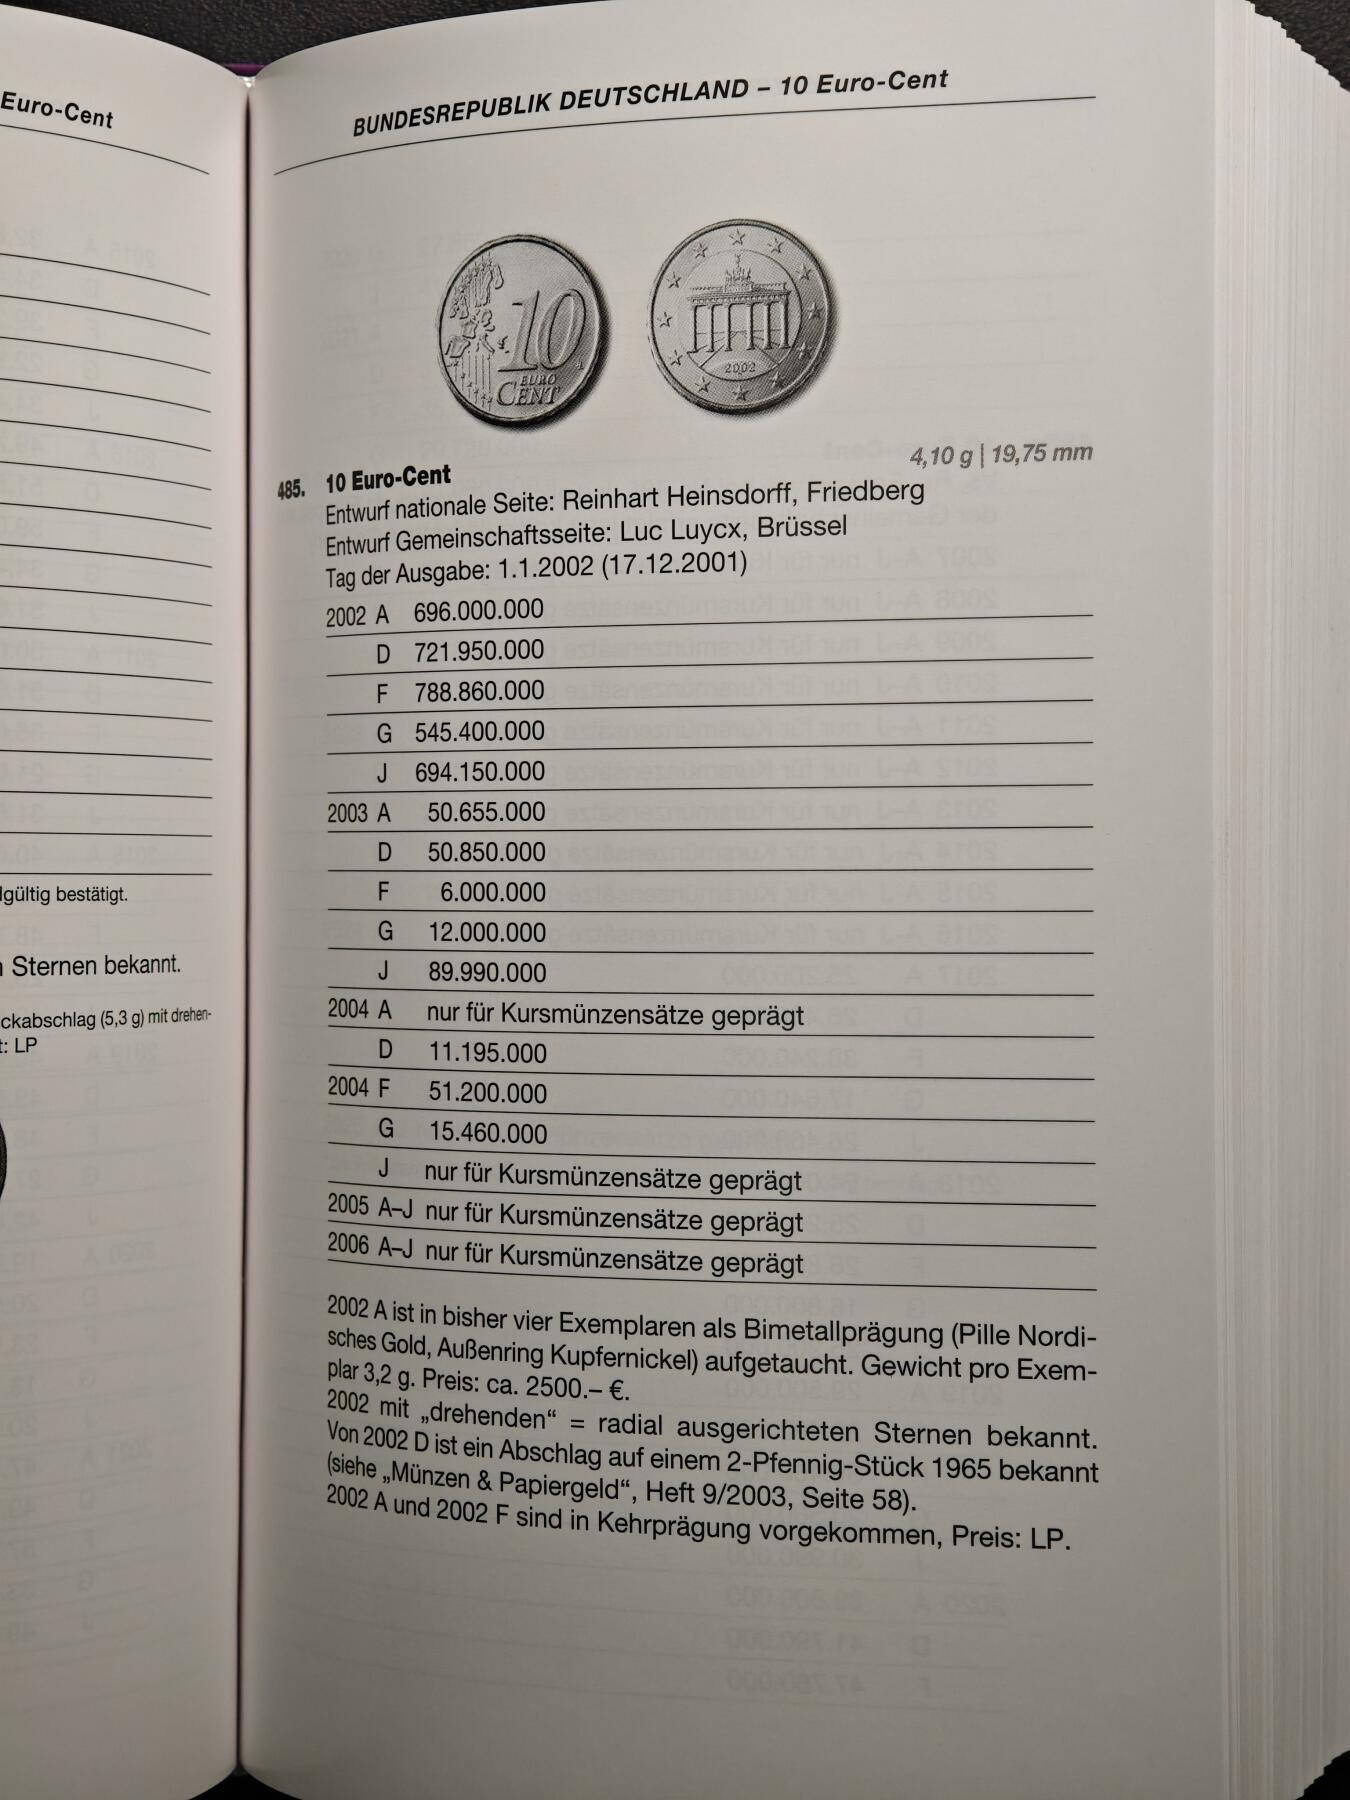 Euro-Cent
lgültig bestätigt.
n Sternen bekannt.
ckabschlag (5,3 g) mit drehen-
t: LP
BUNDESREPUBLIK DEUTSCHLAND – 10 Euro-Cent
10
EURO
CENT
2002
4,10 g | 19,75 mm
485. 10 Euro-Cent
Entwurf nationale Seite: Reinhart Heinsdorff, Friedberg
Entwurf Gemeinschaftsseite: Luc Luycx, Brüssel
Tag der Ausgabe: 1.1.2002 (17.12.2001)
2002 A 696.000.000
D 721.950.000
F 788.860.000
G 545.400.000
J 694.150.000
2003 A 50.655.000
D 50.850.000
F 6.000.000
G 12.000.000
J 89.990.000
2004 A nur für Kursmünzensätze geprägt
D 11.195.000
2004 F 51.200.000
G 15.460.000
J nur für Kursmünzensätze geprägt
2005 A–J nur für Kursmünzensätze geprägt
2006 A–J nur für Kursmünzensätze geprägt
2002 A ist in bisher vier Exemplaren als Bimetallprägung (Pille Nordi-
sches Gold, Außenring Kupfernickel) aufgetaucht. Gewicht pro Exem-
plar 3,2 g. Preis: ca. 2500.– €.
2002 mit „drehenden“ = radial ausgerichteten Sternen bekannt.
Von 2002 D ist ein Abschlag auf einem 2-Pfennig-Stück 1965 bekannt
(siehe „Münzen & Papiergeld“, Heft 9/2003, Seite 58).
2002 A und 2002 F sind in Kehrprägung vorgekommen, Preis: LP.